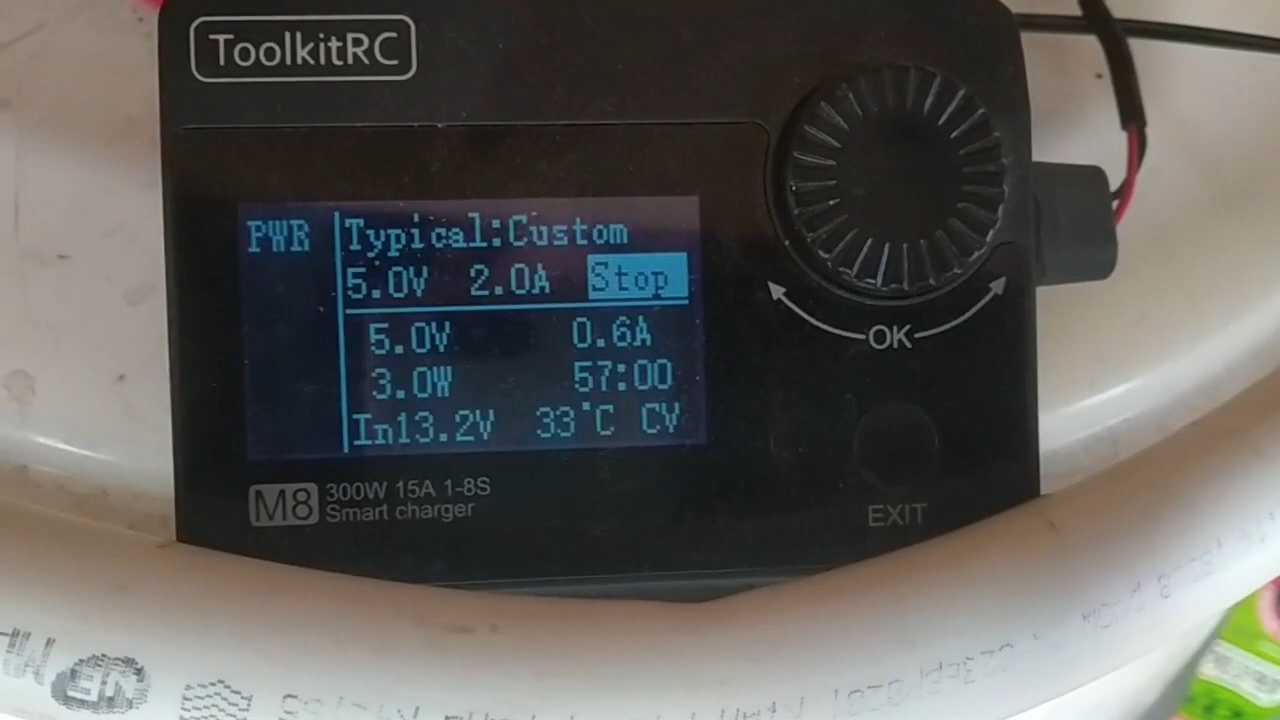 ToolkitRC
PWR
Typical:Custom
5.0V 2.0A Stop
5.0V 0.6A
3.0W 57:00
In13.2V 33°C CV
OK
M8 300W 15A 1-8S
Smart charger
EXIT
NF